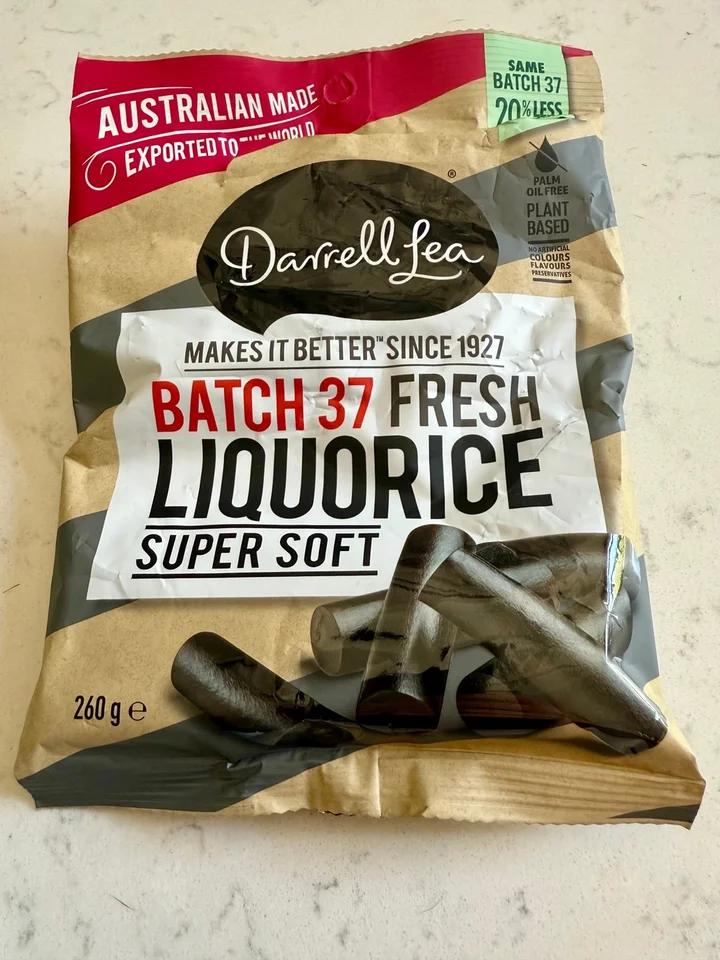 AUSTRALIAN MADE
EXPORTED TO THE WORLD
SAME
BATCH 37
20% LESS
PALM
OIL FREE
PLANT
BASED
NO ARTIFICIAL
COLOURS
FLAVOURS
PRESERVATIVES
Darrell Lea®
MAKES IT BETTER™ SINCE 1927
BATCH 37 FRESH
LIQUORICE
SUPER SOFT
260 g ℮